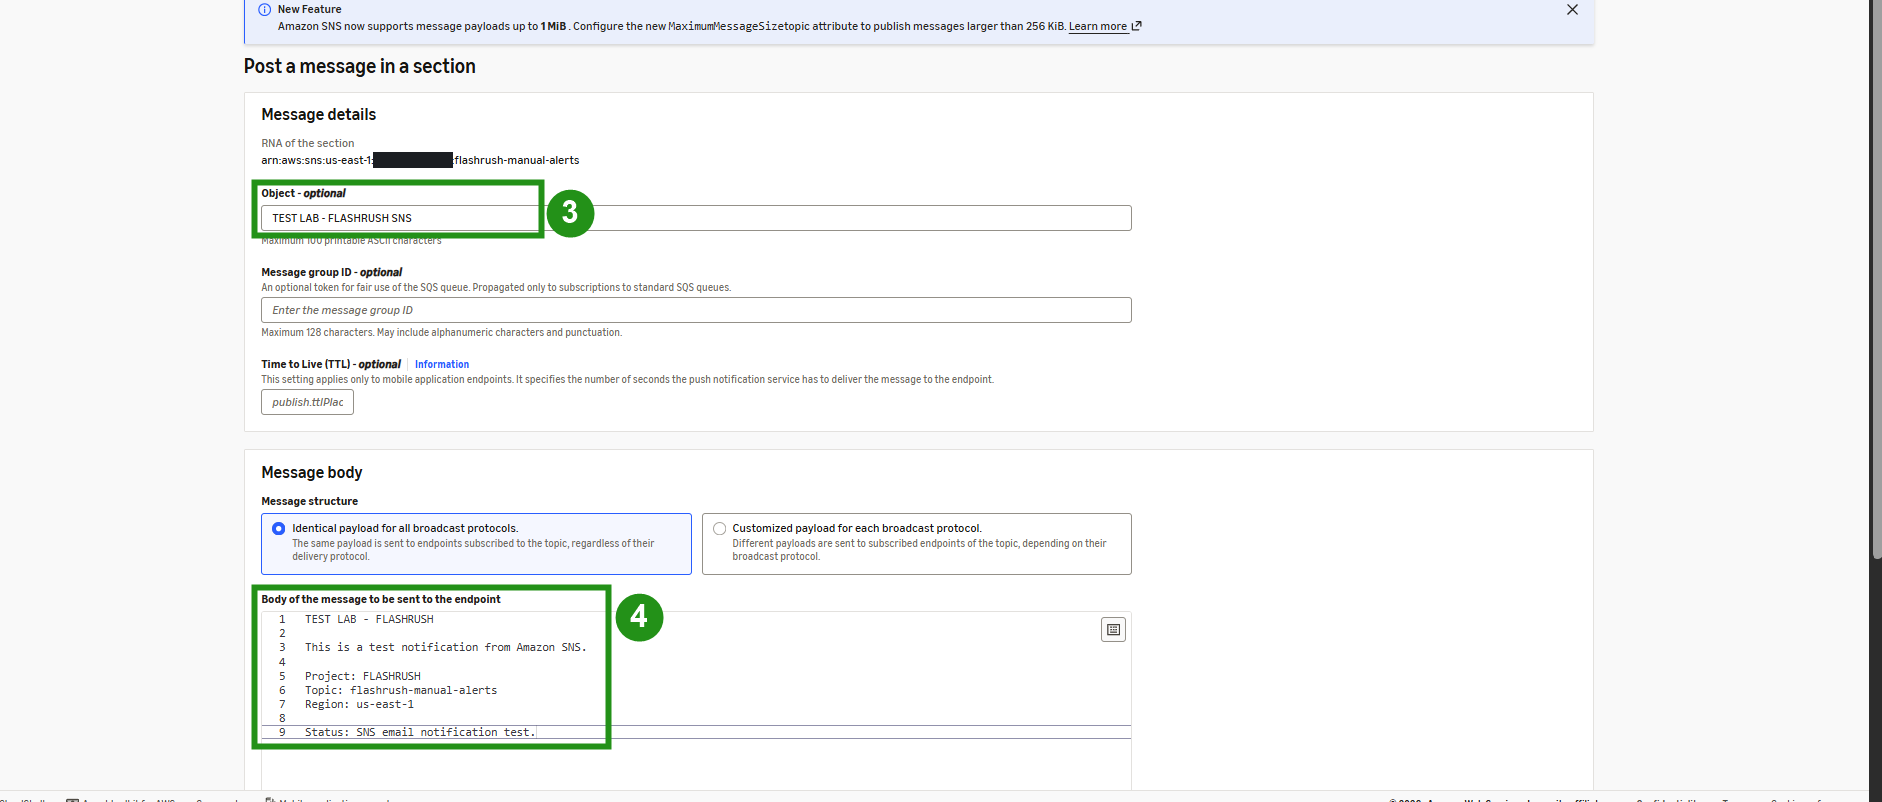 New Feature
Amazon SNS now supports message payloads up to 1 MiB . Configure the new MaximumMessageSizetopic attribute to publish messages larger than 256 KiB. Learn more
Post a message in a section
Message details
RNA of the section
arn:aws:sns:us-east-1: :flashrush-manual-alerts
Object - optional
TEST LAB - FLASHRUSH SNS
3
Maximum 100 printable ASCII characters
Message group ID - optional
An optional token for fair use of the SQS queue. Propagated only to subscriptions to standard SQS queues.
Enter the message group ID
Maximum 128 characters. May include alphanumeric characters and punctuation.
Time to Live (TTL) - optional Information
This setting applies only to mobile application endpoints. It specifies the number of seconds the push notification service has to deliver the message to the endpoint.
publish.ttlPlac
Message body
Message structure
Identical payload for all broadcast protocols.
The same payload is sent to endpoints subscribed to the topic, regardless of their
delivery protocol.
Customized payload for each broadcast protocol.
Different payloads are sent to subscribed endpoints of the topic, depending on their
broadcast protocol.
Body of the message to be sent to the endpoint
4
1 TEST LAB - FLASHRUSH
2
3 This is a test notification from Amazon SNS.
4
5 Project: FLASHRUSH
6 Topic: flashrush-manual-alerts
7 Region: us-east-1
8
9 Status: SNS email notification test.